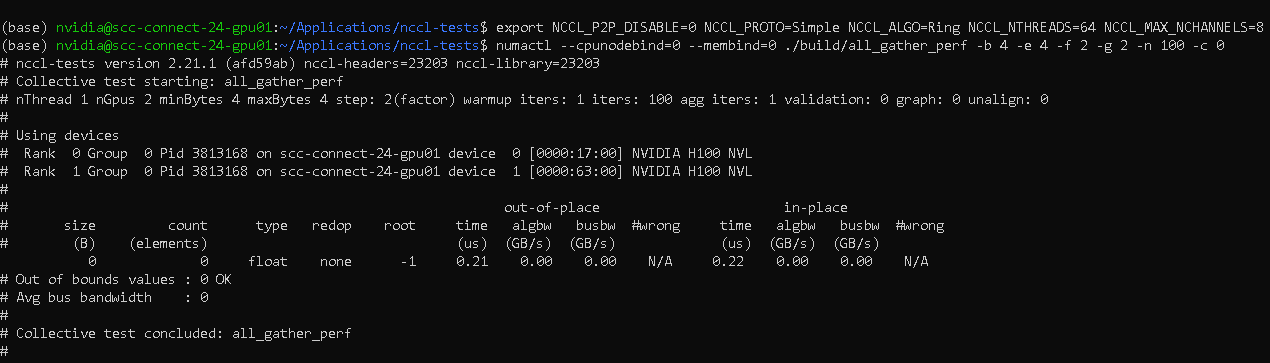 (base) nvidia@scc-connect-24-gpu01:~/Applications/nccl-tests$ export NCCL_P2P_DISABLE=0 NCCL_PROTO=Simple NCCL_ALGO=Ring NCCL_NTHREADS=64 NCCL_MAX_NCHANNELS=8
(base) nvidia@scc-connect-24-gpu01:~/Applications/nccl-tests$ numactl --cpunodebind=0 --membind=0 ./build/all_gather_perf -b 4 -e 4 -f 2 -g 2 -n 100 -c 0
# nccl-tests version 2.21.1 (afd59ab) nccl-headers=23203 nccl-library=23203
# Collective test starting: all_gather_perf
# nThread 1 nGpus 2 minBytes 4 maxBytes 4 step: 2(factor) warmup iters: 1 iters: 100 agg iters: 1 validation: 0 graph: 0 unalign: 0
#
# Using devices
#  Rank  0 Group  0 Pid 3813168 on scc-connect-24-gpu01 device  0 [0000:17:00] NVIDIA H100 NVL
#  Rank  1 Group  0 Pid 3813168 on scc-connect-24-gpu01 device  1 [0000:63:00] NVIDIA H100 NVL
#
#                                                              out-of-place                       in-place
#       size         count      type   redop    root     time   algbw   busbw  #wrong     time   algbw   busbw  #wrong
#        (B)    (elements)                               (us)  (GB/s)  (GB/s)             (us)  (GB/s)  (GB/s)
           0             0     float    none      -1     0.21    0.00    0.00     N/A     0.22    0.00    0.00     N/A
# Out of bounds values : 0 OK
# Avg bus bandwidth    : 0
#
# Collective test concluded: all_gather_perf
#